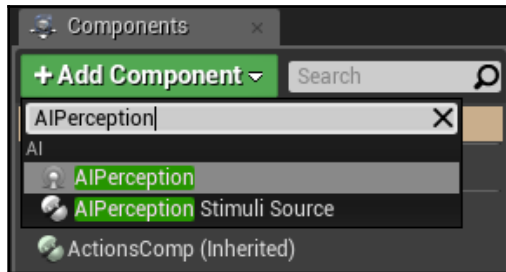 Components
+ Add Component Search
AIPerception
AI
AIPerception
AIPerception Stimuli Source
ActionsComp (Inherited)